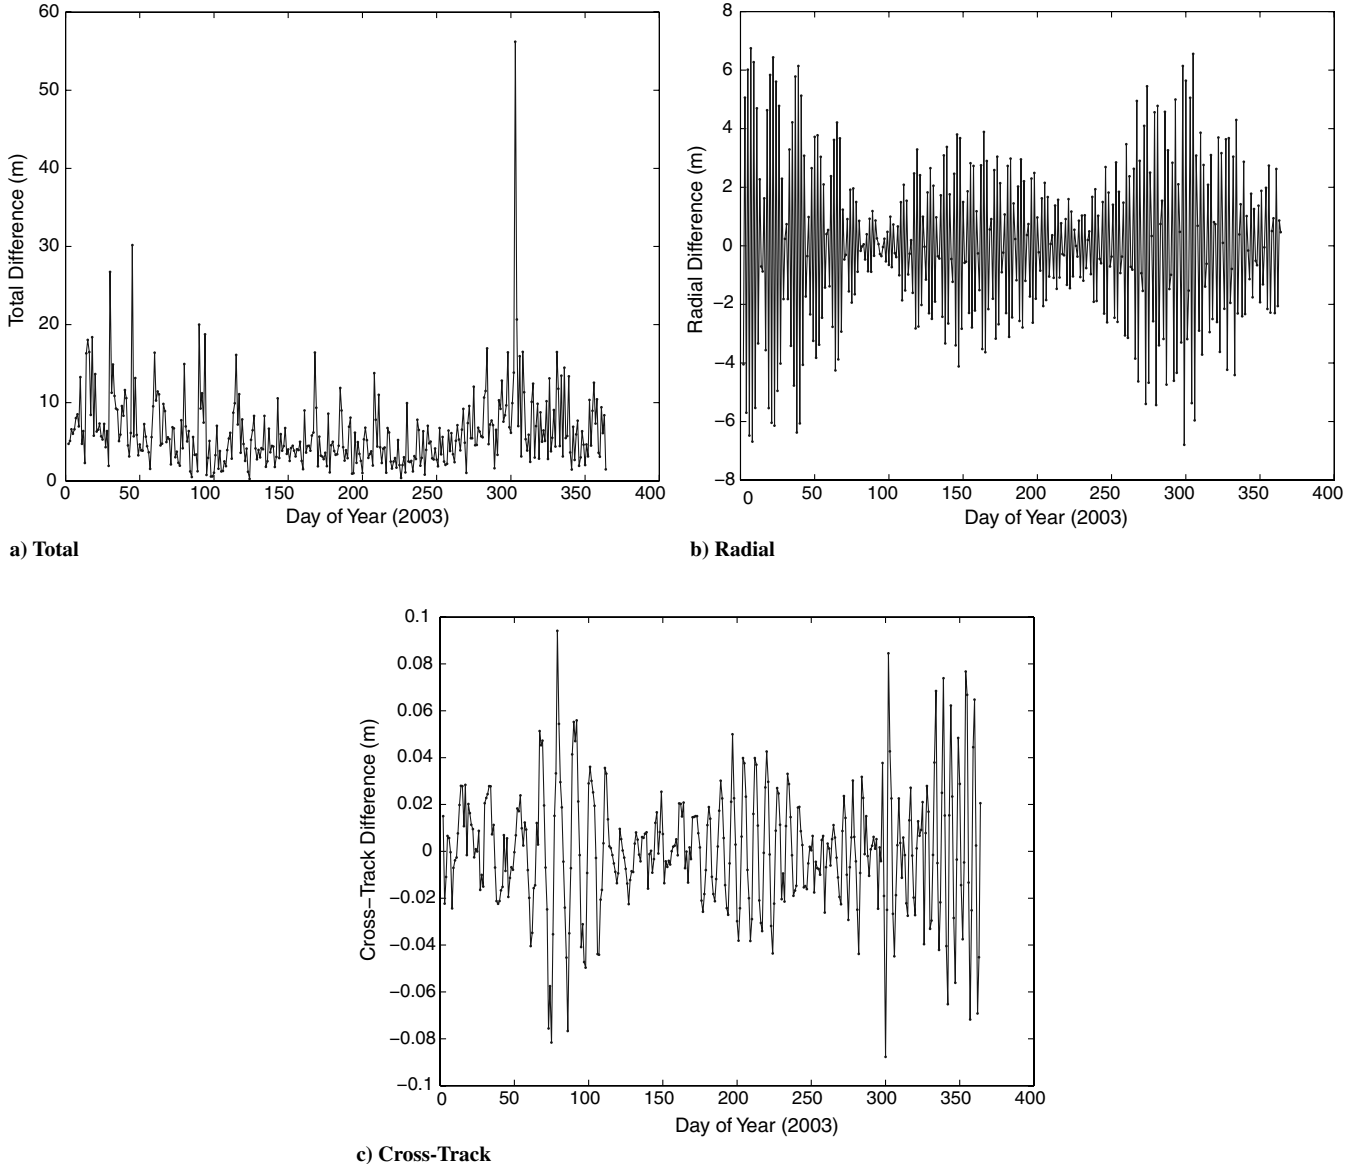 60
50
40
30
20
10
0
0 50 100 150 200 250 300 350 400
Total Difference (m)
Day of Year (2003)
a) Total
8
6
4
2
0
−2
−4
−6
−8
0 50 100 150 200 250 300 350 400
Radial Difference (m)
Day of Year (2003)
b) Radial
0.1
0.08
0.06
0.04
0.02
0
−0.02
−0.04
−0.06
−0.08
−0.1
0 50 100 150 200 250 300 350 400
Cross−Track Difference (m)
Day of Year (2003)
c) Cross-Track